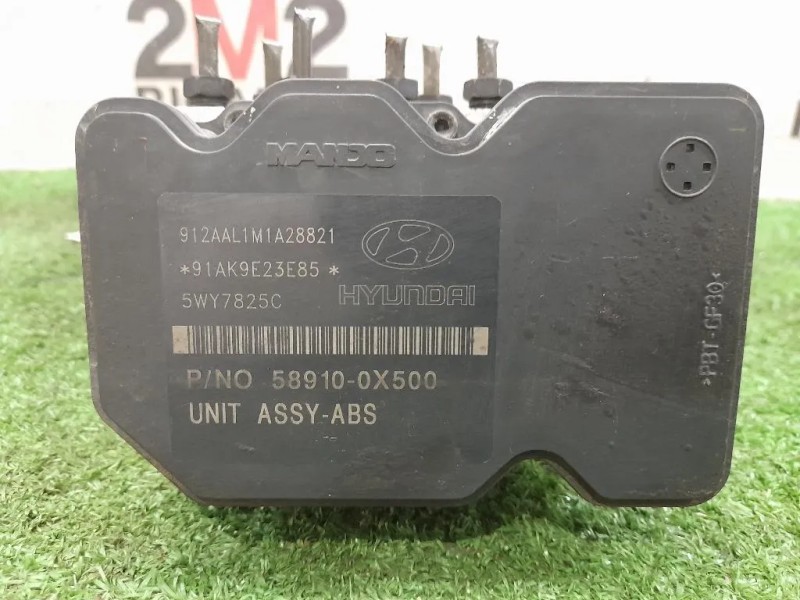 2M2
MANDO
912AAL1M1A28821
*91AK9E23E85*
5WY7825C
HYUNDAI
P/NO 58910-0X500
UNIT ASSY-ABS
>PBT-GF30<